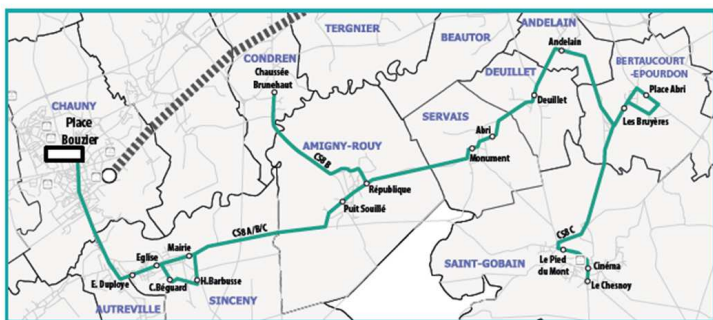 TERGNIER
ANDELAIN
BEAUTOR
Andelain
CONDREN
Chaussée
Brunehaut
DEUILLET
BERTAUCOURT
-EPOURDON
Place Abri
CHAUNY
Place
Bouzier
Deuillet
Les Bruyères
SERVAIS
Abri
Monument
AMIGNY-ROUY
CS8 B
République
Puit Souillé
CS8 A/B/C
CS8 C
Mairie
Eglise
E. Duploye
C.Béguard
H.Barbusse
AUTREVILLE
SINCENY
SAINT-GOBAIN
Le Pied
du Mont
Cinéma
Le Chesnoy